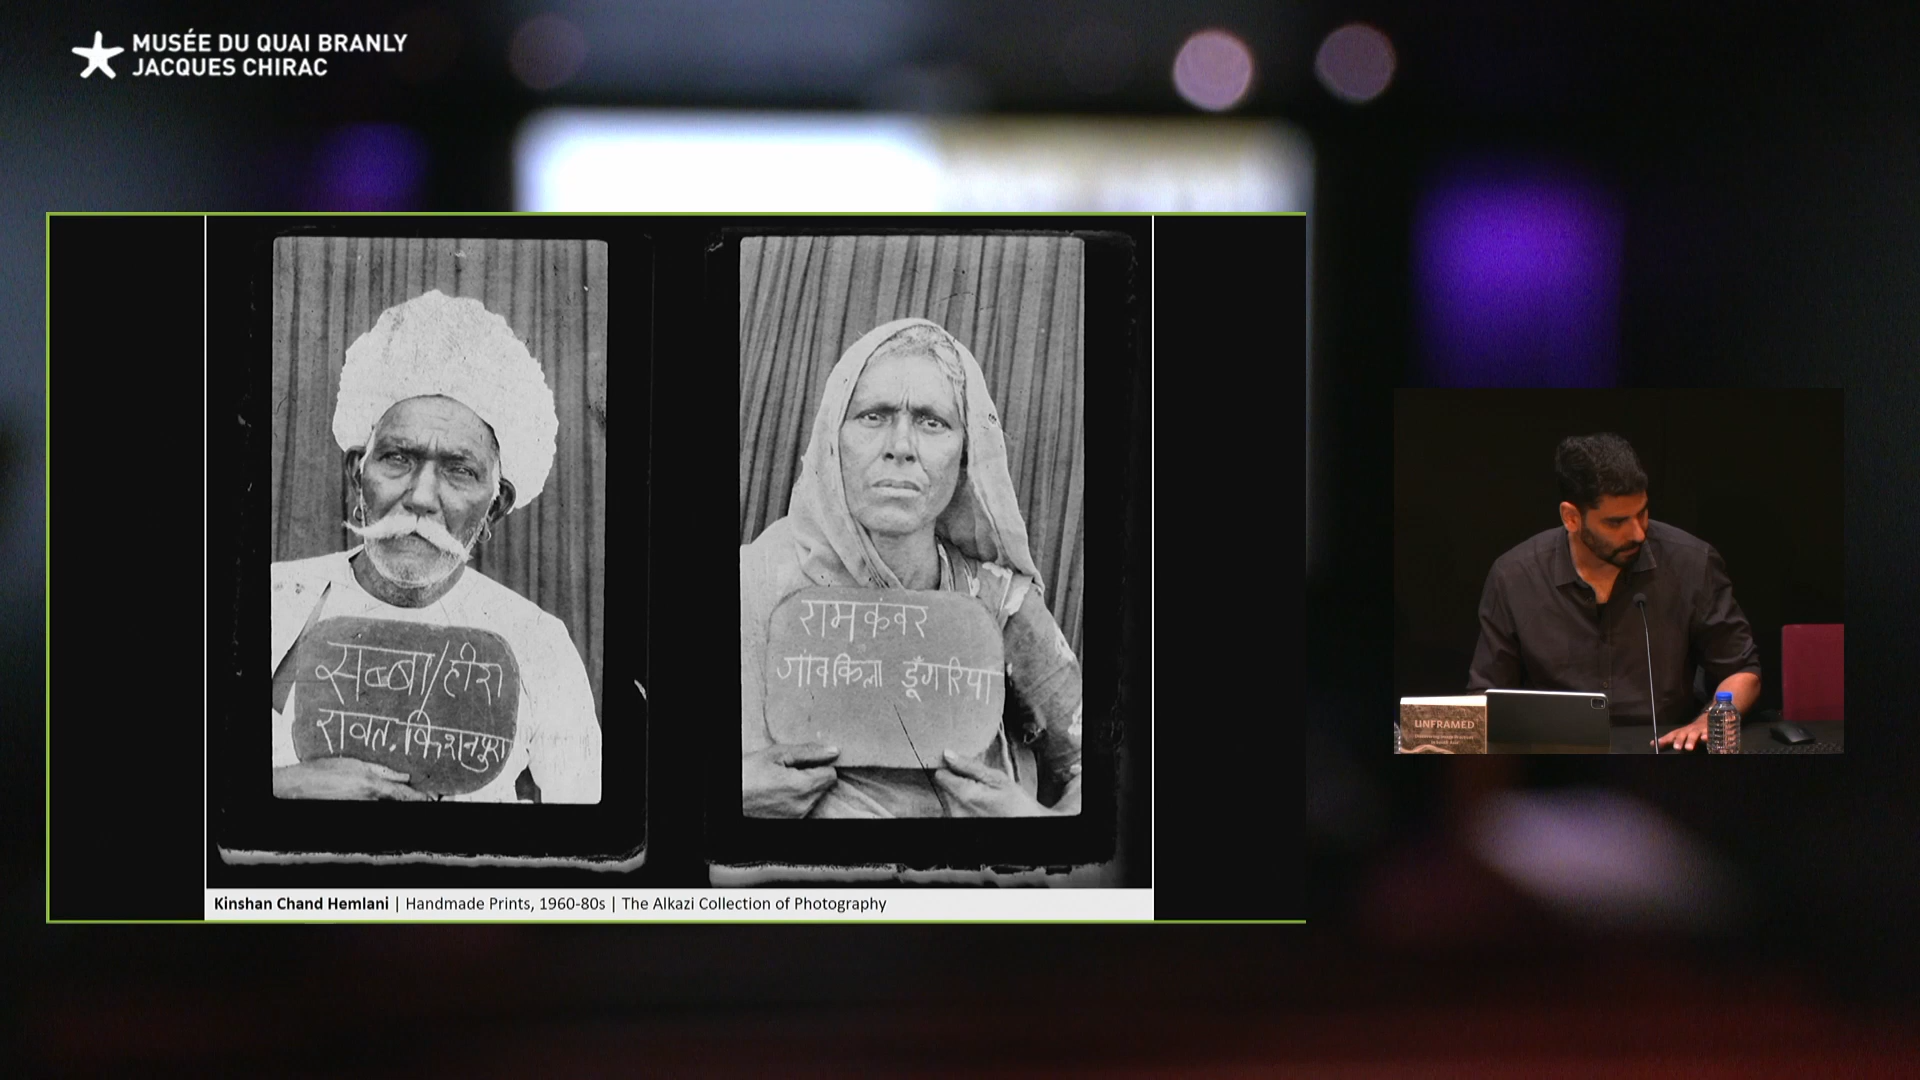 MUSÉE DU QUAI BRANLY
JACQUES CHIRAC
सब्बा/हीरा
रावत. किशनपुरा
रामकंवर
गांवकिला डूँगरिया
Kinshan Chand Hemlani | Handmade Prints, 1960-80s | The Alkazi Collection of Photography
UNFRAMED